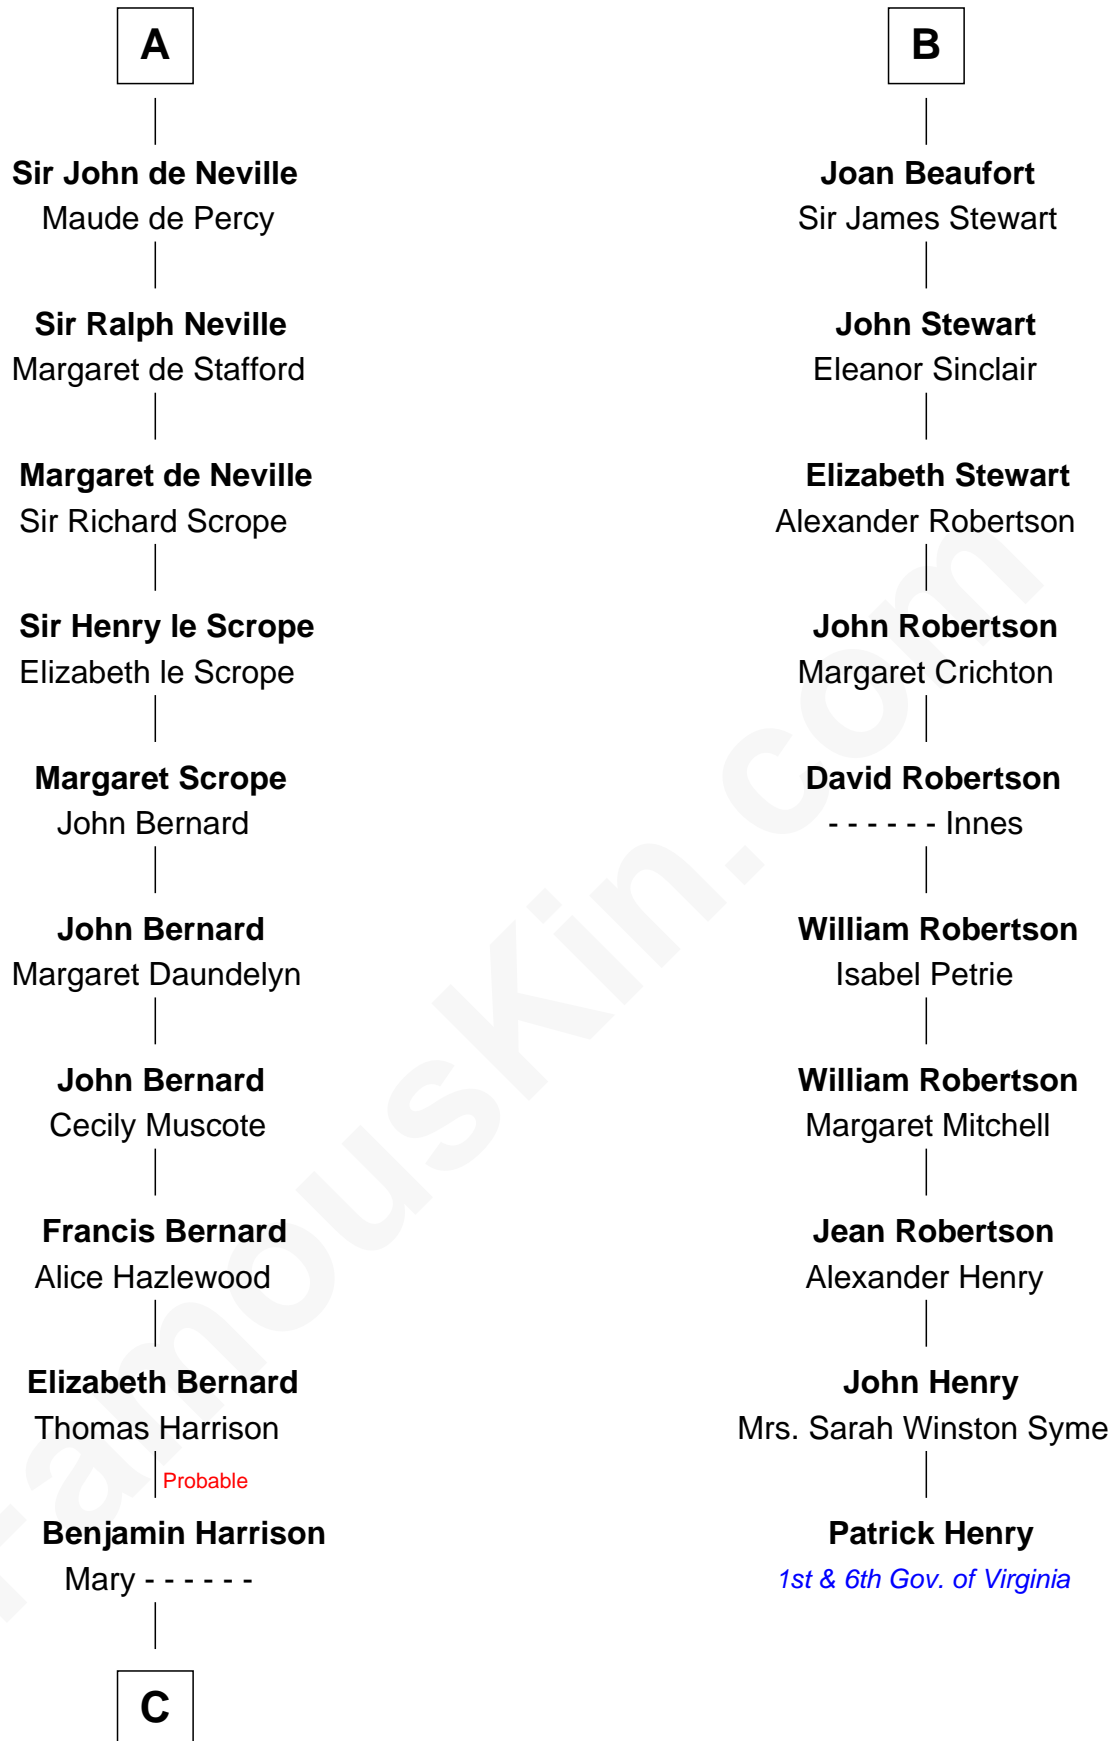 A
Sir John de Neville
Maude de Percy
Sir Ralph Neville
Margaret de Stafford
Margaret de Neville
Sir Richard Scrope
Sir Henry le Scrope
Elizabeth le Scrope
Margaret Scrope
John Bernard
John Bernard
Margaret Daundelyn
John Bernard
Cecily Muscote
Francis Bernard
Alice Hazlewood
Elizabeth Bernard
Thomas Harrison
Probable
Benjamin Harrison
Mary - - - - - -
C
B
Joan Beaufort
Sir James Stewart
John Stewart
Eleanor Sinclair
Elizabeth Stewart
Alexander Robertson
John Robertson
Margaret Crichton
David Robertson
- - - - - - Innes
William Robertson
Isabel Petrie
William Robertson
Margaret Mitchell
Jean Robertson
Alexander Henry
John Henry
Mrs. Sarah Winston Syme
Patrick Henry
1st & 6th Gov. of Virginia
FamousKin.com